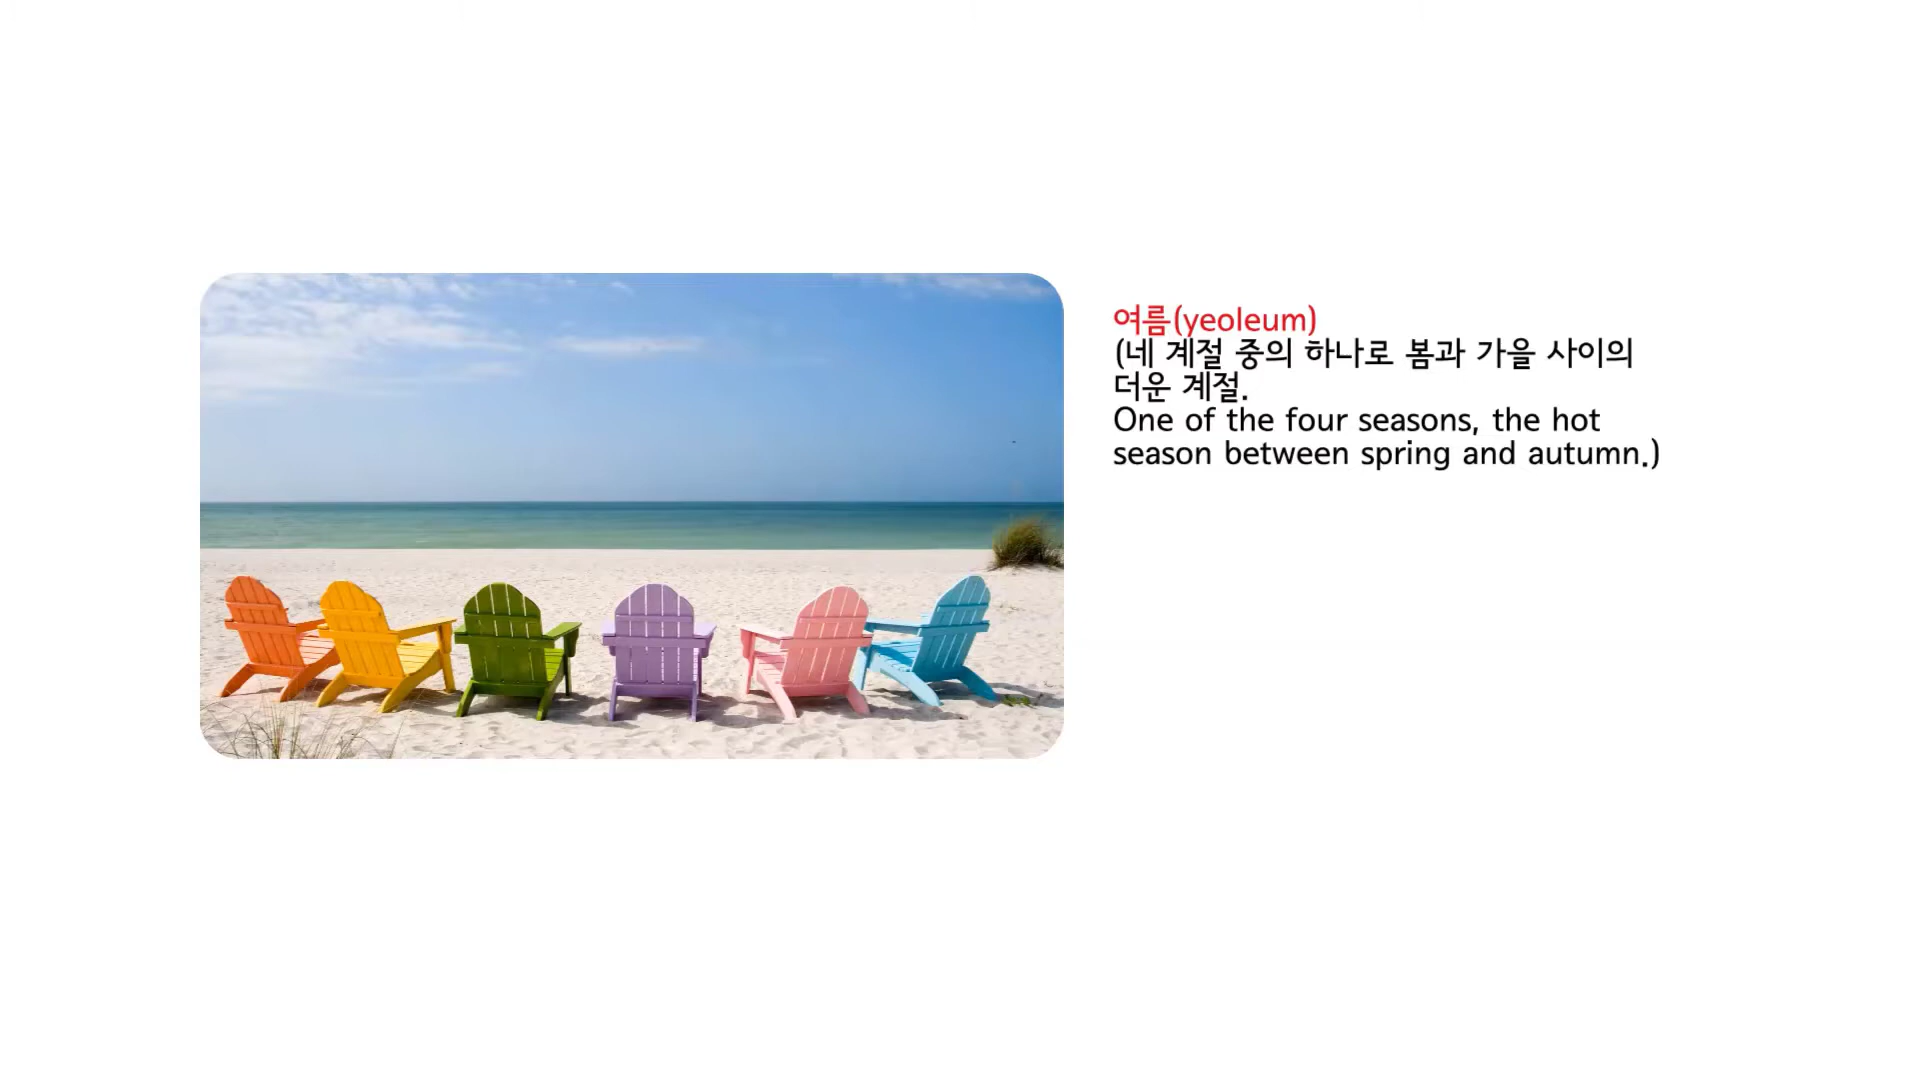 여름(yeoleum)
(네 계절 중의 하나로 봄과 가을 사이의
더운 계절.
One of the four seasons, the hot
season between spring and autumn.)